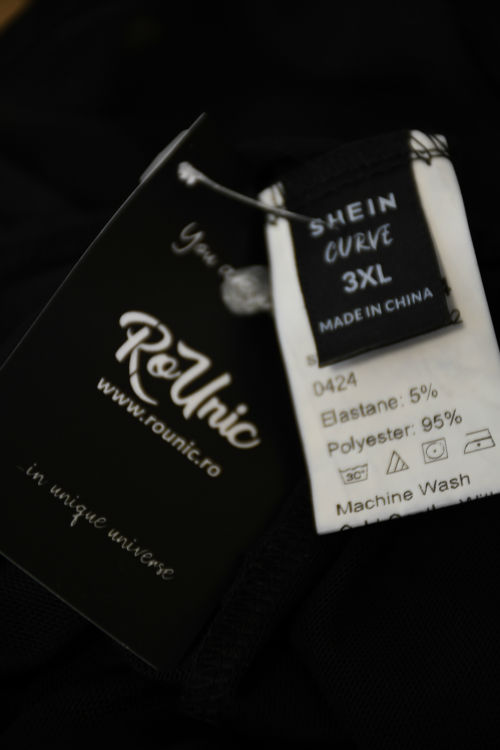 You
RoUnic
www.rounic.ro
in unique universe
SHEIN
CURVE
3XL
MADE IN CHINA
0424
Elastane: 5%
Polyester: 95%
30°
Machine Wash